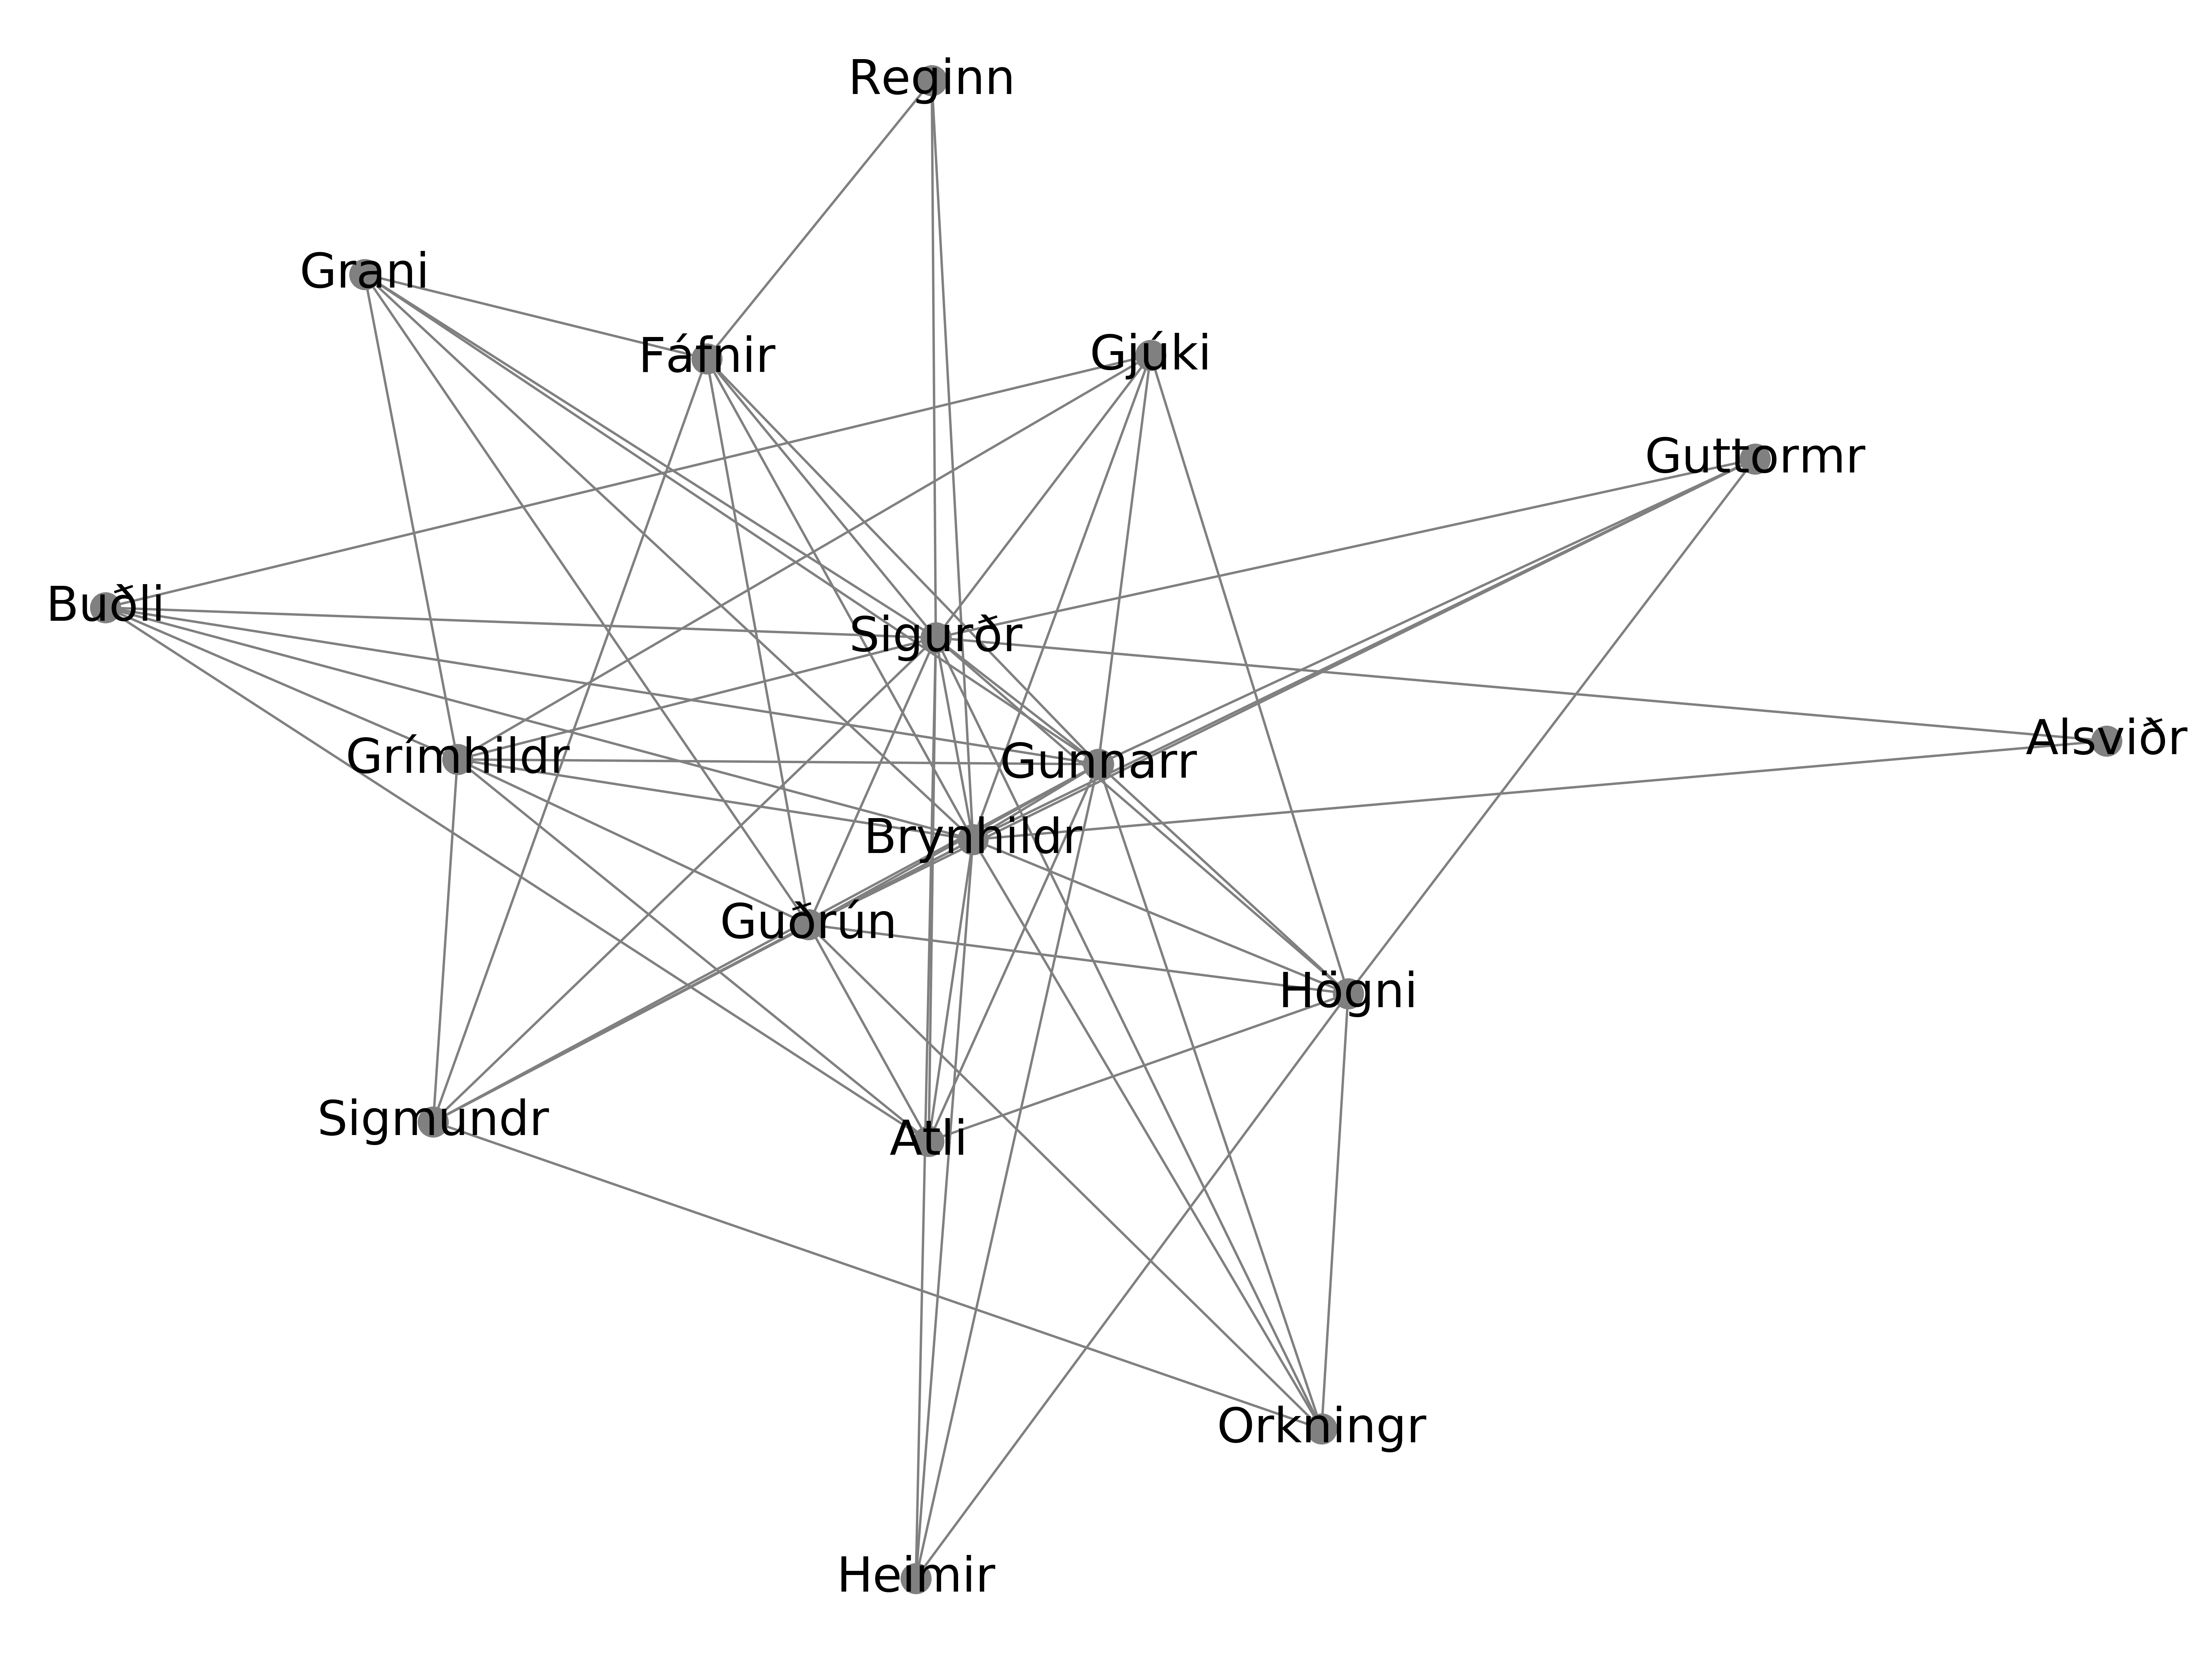 Reginn
Grani
Fáfnir
Gjúki
Guttormr
Buðli
Sigurðr
Alsviðr
Grímhildr
Gunnarr
Brynhildr
Guðrún
Högni
Sigmundr
Atli
Orkningr
Heimir